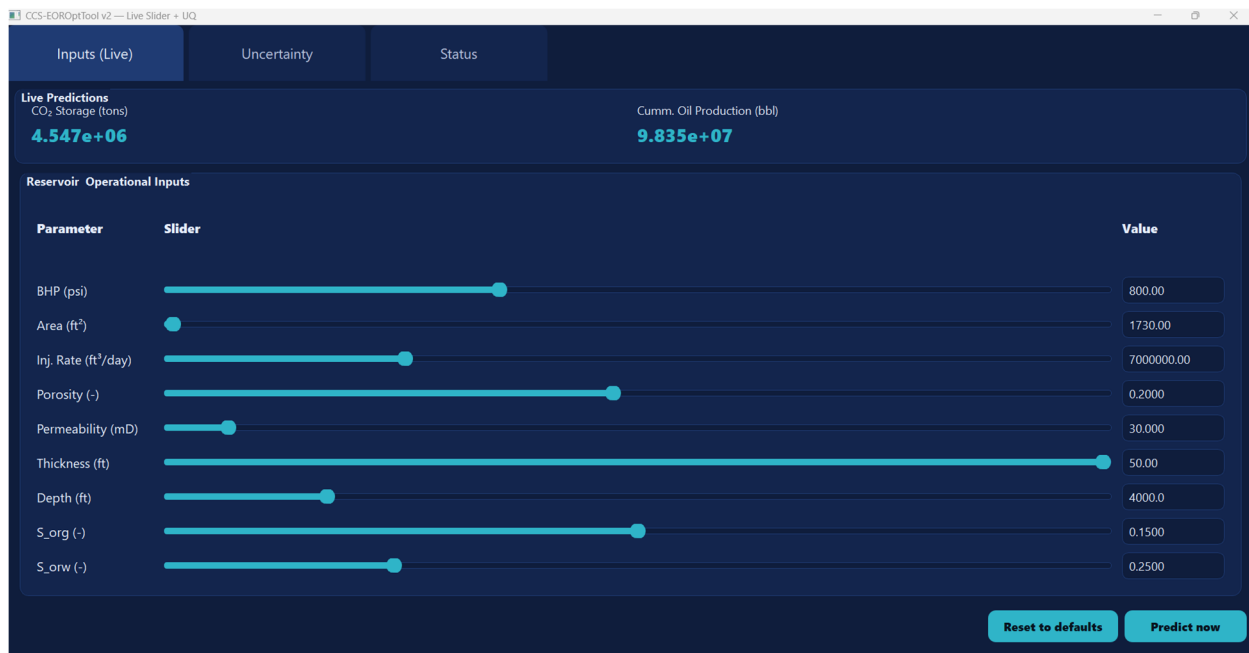 CCS-EOROptTool v2 — Live Slider + UQ
Inputs (Live) Uncertainty Status
Live Predictions
CO₂ Storage (tons) Cumm. Oil Production (bbl)
4.547e+06 9.835e+07
Reservoir Operational Inputs
Parameter Slider Value
BHP (psi) 800.00
Area (ft²) 1730.00
Inj. Rate (ft³/day) 7000000.00
Porosity (-) 0.2000
Permeability (mD) 30.000
Thickness (ft) 50.00
Depth (ft) 4000.0
S_org (-) 0.1500
S_orw (-) 0.2500
Reset to defaults Predict now